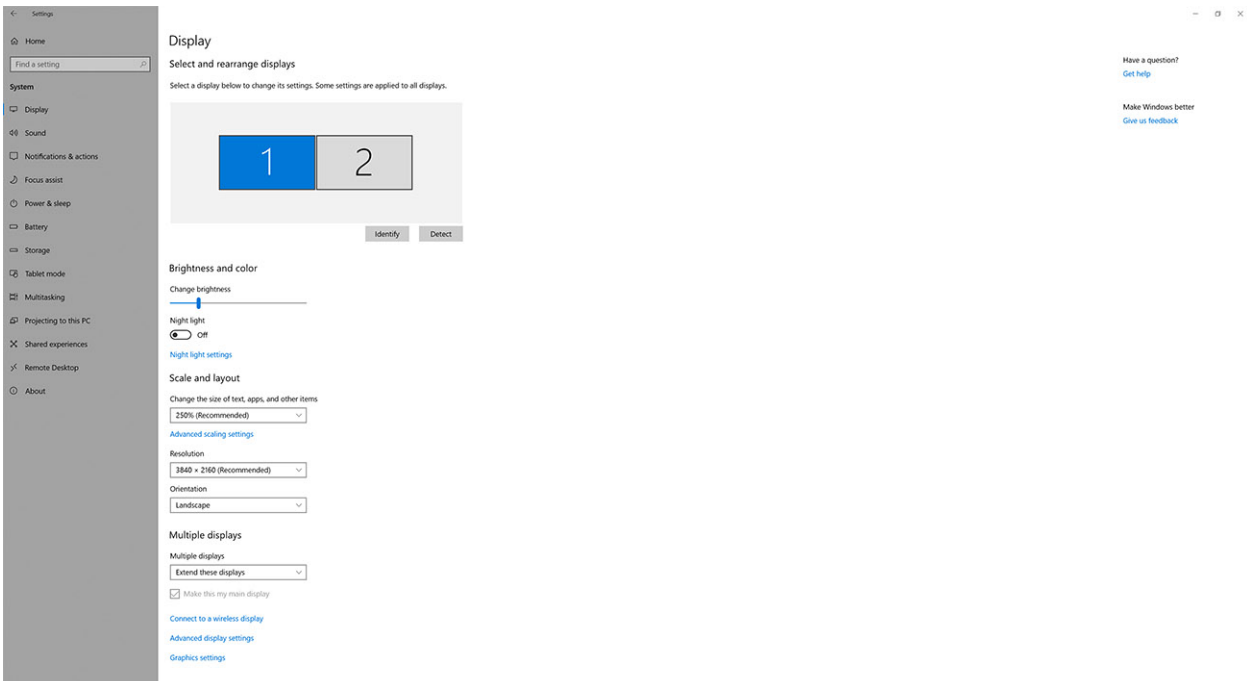 Settings
Home
Find a setting
System
Display
Sound
Notifications & actions
Focus assist
Power & sleep
Battery
Storage
Tablet mode
Multitasking
Projecting to this PC
Shared experiences
Remote Desktop
About
Display
Select and rearrange displays
Select a display below to change its settings. Some settings are applied to all displays.
1 2
Identify Detect
Brightness and color
Change brightness
Night light
Off
Night light settings
Scale and layout
Change the size of text, apps, and other items
250% (Recommended)
Advanced scaling settings
Resolution
3840 × 2160 (Recommended)
Orientation
Landscape
Multiple displays
Multiple displays
Extend these displays
Make this my main display
Connect to a wireless display
Advanced display settings
Graphics settings
Have a question?
Get help
Make Windows better
Give us feedback